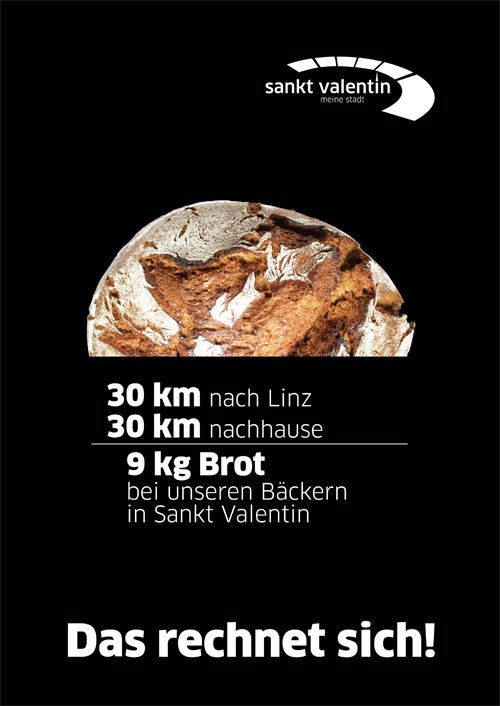 sankt valentin
meine stadt
30 km nach Linz
30 km nachhause
9 kg Brot
bei unseren Bäckern
in Sankt Valentin
Das rechnet sich!